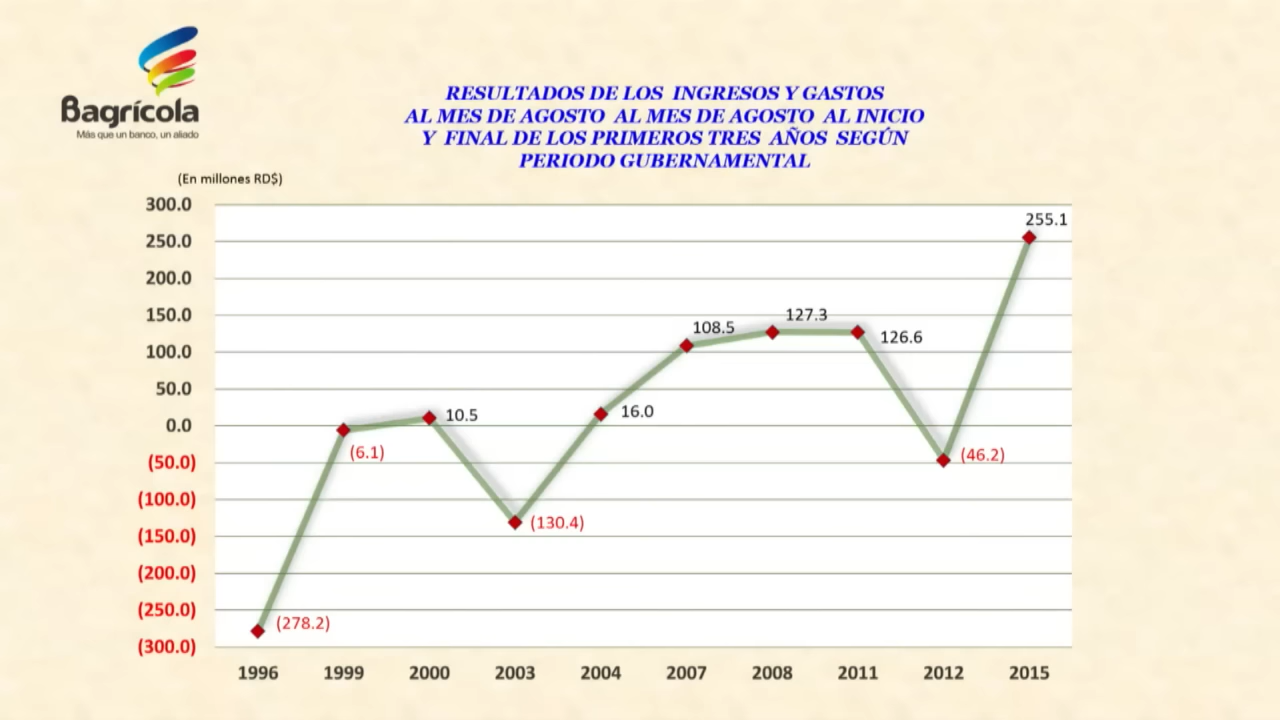 Bagrícola
Más que un banco, un aliado
RESULTADOS DE LOS INGRESOS Y GASTOS
AL MES DE AGOSTO AL MES DE AGOSTO AL INICIO
Y FINAL DE LOS PRIMEROS TRES AÑOS SEGÚN
PERIODO GUBERNAMENTAL
(En millones RD$)
300.0
250.0
200.0
150.0
100.0
50.0
0.0
(50.0)
(100.0)
(150.0)
(200.0)
(250.0)
(300.0)
(278.2)
(6.1)
10.5
(130.4)
16.0
108.5
127.3
126.6
(46.2)
255.1
1996 1999 2000 2003 2004 2007 2008 2011 2012 2015